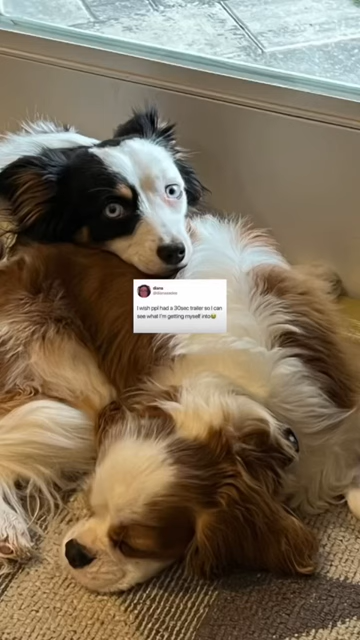 diana
I wish ppl had a 30sec trailer so I can
see what I'm getting myself into😂